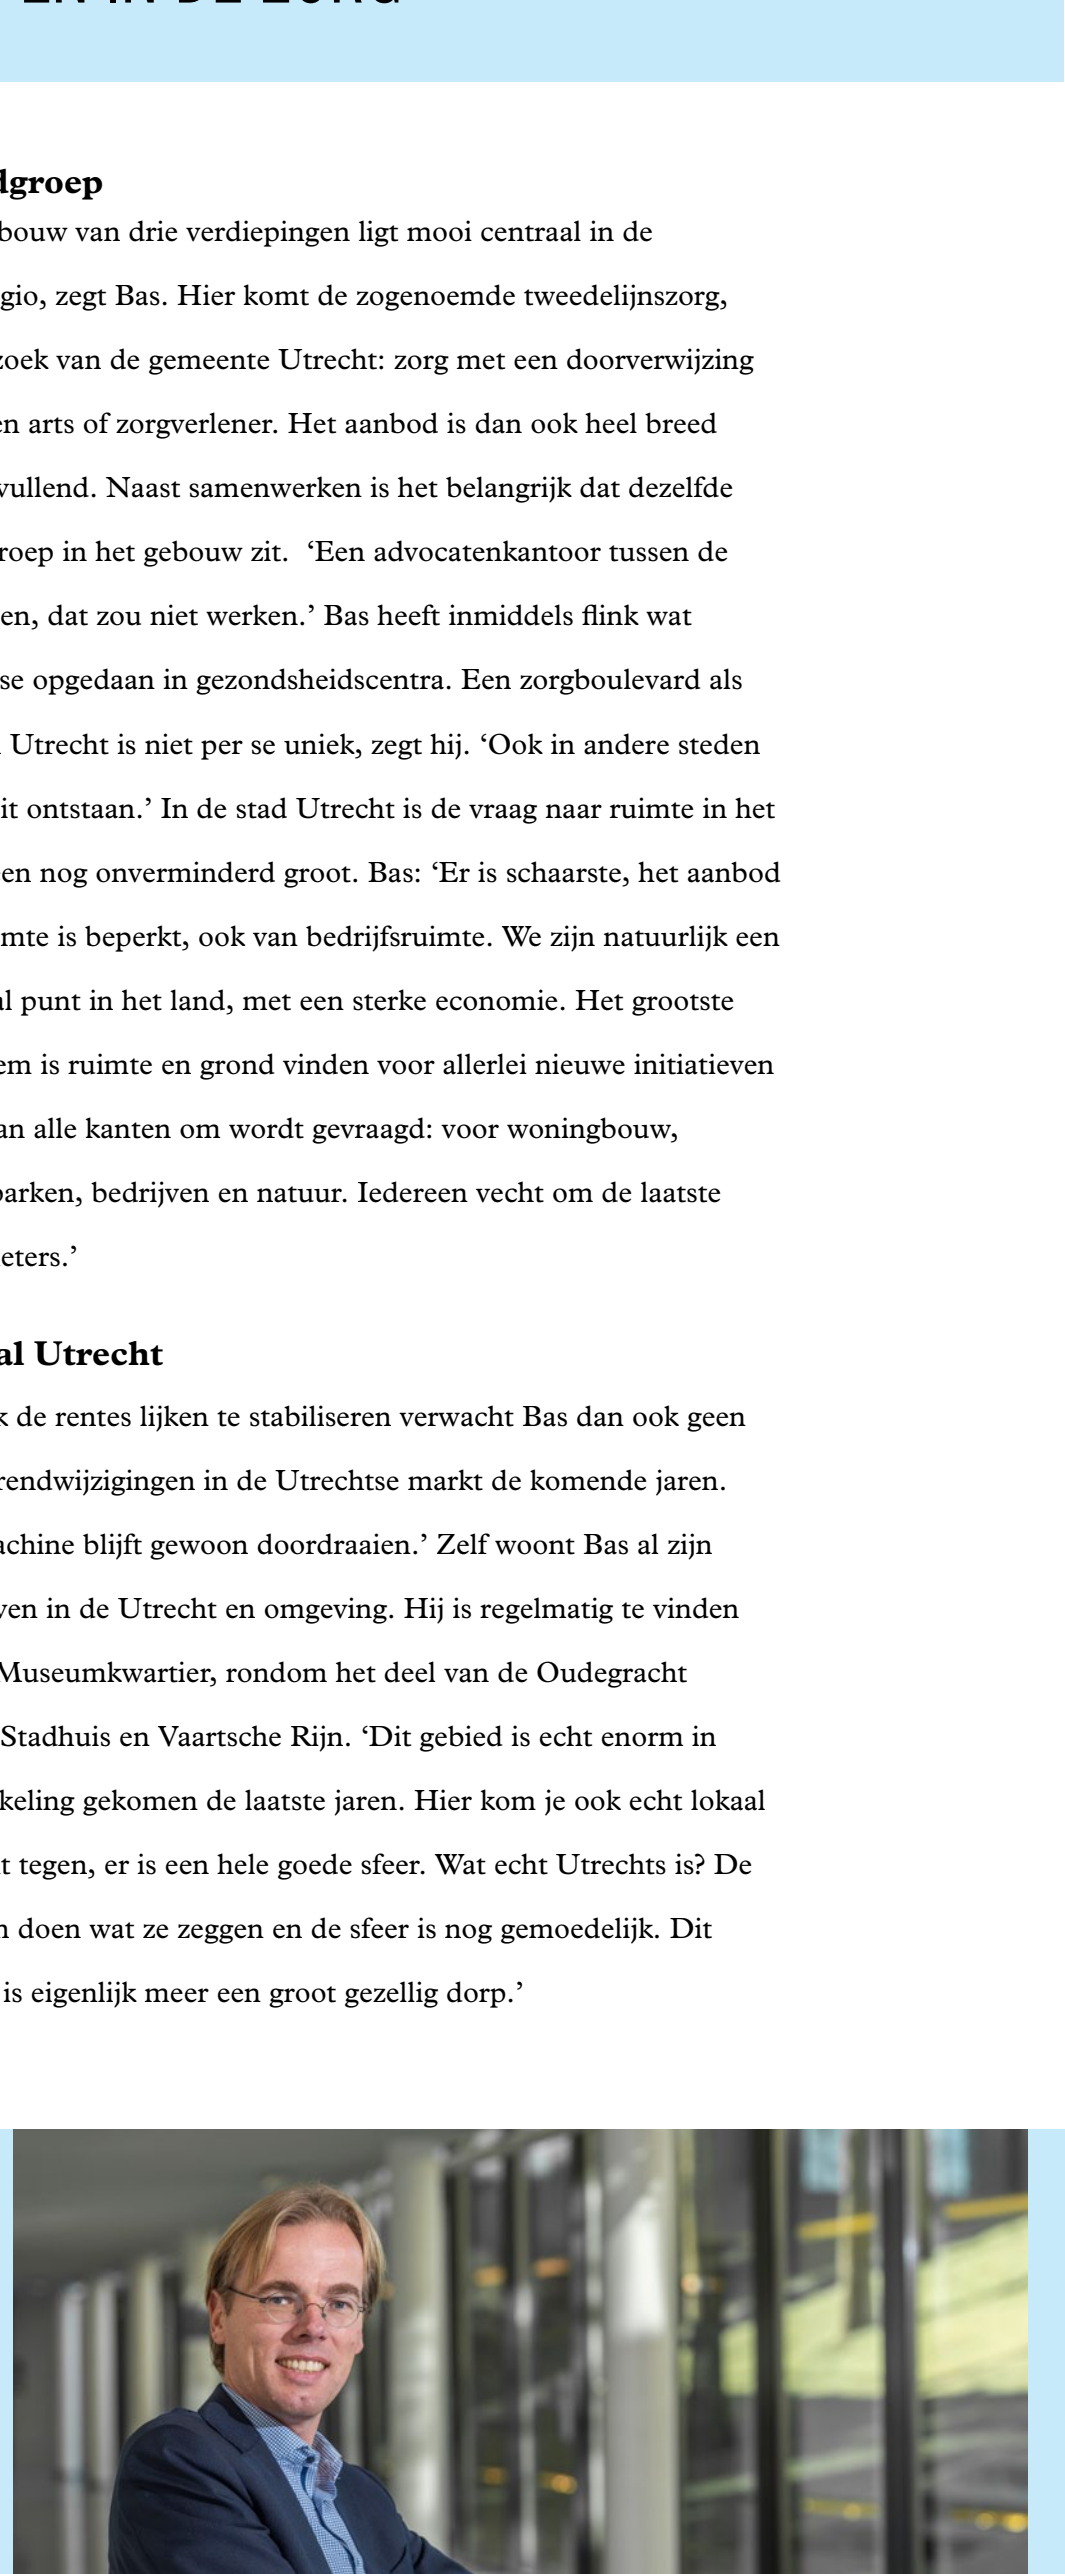 EN IN DE ZORG
dgroep
bouw van drie verdiepingen ligt mooi centraal in de
gio, zegt Bas. Hier komt de zogenoemde tweedelijnszorg,
zoek van de gemeente Utrecht: zorg met een doorverwijzing
en arts of zorgverlener. Het aanbod is dan ook heel breed
vullend. Naast samenwerken is het belangrijk dat dezelfde
roep in het gebouw zit.  ‘Een advocatenkantoor tussen de
en, dat zou niet werken.’ Bas heeft inmiddels flink wat
se opgedaan in gezondsheidscentra. Een zorgboulevard als
Utrecht is niet per se uniek, zegt hij. ‘Ook in andere steden
it ontstaan.’ In de stad Utrecht is de vraag naar ruimte in het
en nog onverminderd groot. Bas: ‘Er is schaarste, het aanbod
mte is beperkt, ook van bedrijfsruimte. We zijn natuurlijk een
al punt in het land, met een sterke economie. Het grootste
em is ruimte en grond vinden voor allerlei nieuwe initiatieven
an alle kanten om wordt gevraagd: voor woningbouw,
parken, bedrijven en natuur. Iedereen vecht om de laatste
eters.’
al Utrecht
k de rentes lijken te stabiliseren verwacht Bas dan ook geen
rendwijzigingen in de Utrechtse markt de komende jaren.
achine blijft gewoon doordraaien.’ Zelf woont Bas al zijn
ven in de Utrecht en omgeving. Hij is regelmatig te vinden
Museumkwartier, rondom het deel van de Oudegracht
Stadhuis en Vaartsche Rijn. ‘Dit gebied is echt enorm in
keling gekomen de laatste jaren. Hier kom je ook echt lokaal
t tegen, er is een hele goede sfeer. Wat echt Utrechts is? De
n doen wat ze zeggen en de sfeer is nog gemoedelijk. Dit
is eigenlijk meer een groot gezellig dorp.’